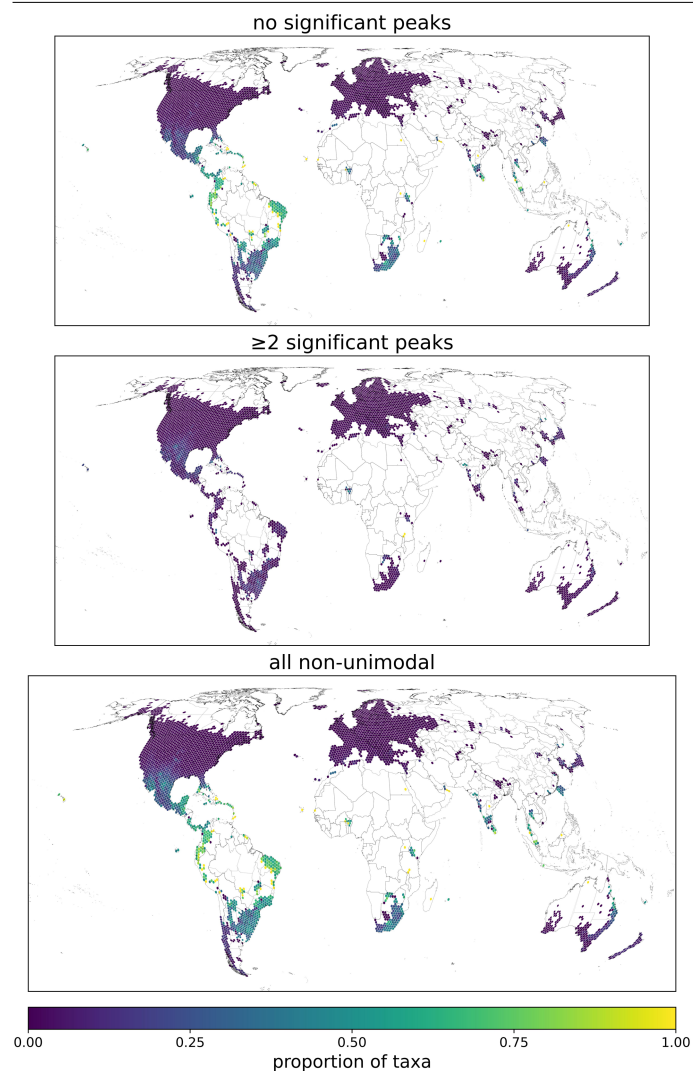 no significant peaks
≥2 significant peaks
all non-unimodal
0.00 0.25 0.50 0.75 1.00
proportion of taxa